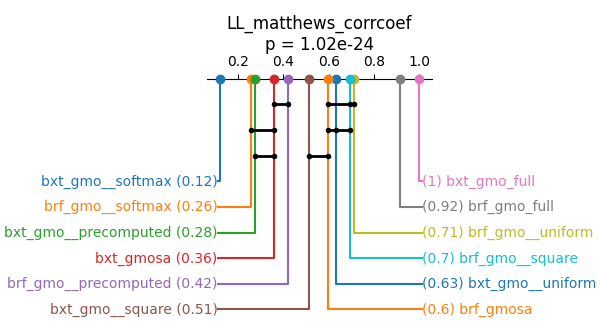 LL_matthews_corrcoef
p = 1.02e-24
0.2 0.4 0.6 0.8 1.0
bxt_gmo__softmax (0.12) (1) bxt_gmo_full
brf_gmo__softmax (0.26) (0.92) brf_gmo_full
bxt_gmo__precomputed (0.28) (0.71) brf_gmo__uniform
bxt_gmosa (0.36) (0.7) brf_gmo__square
brf_gmo__precomputed (0.42) (0.63) bxt_gmo__uniform
bxt_gmo__square (0.51) (0.6) brf_gmosa